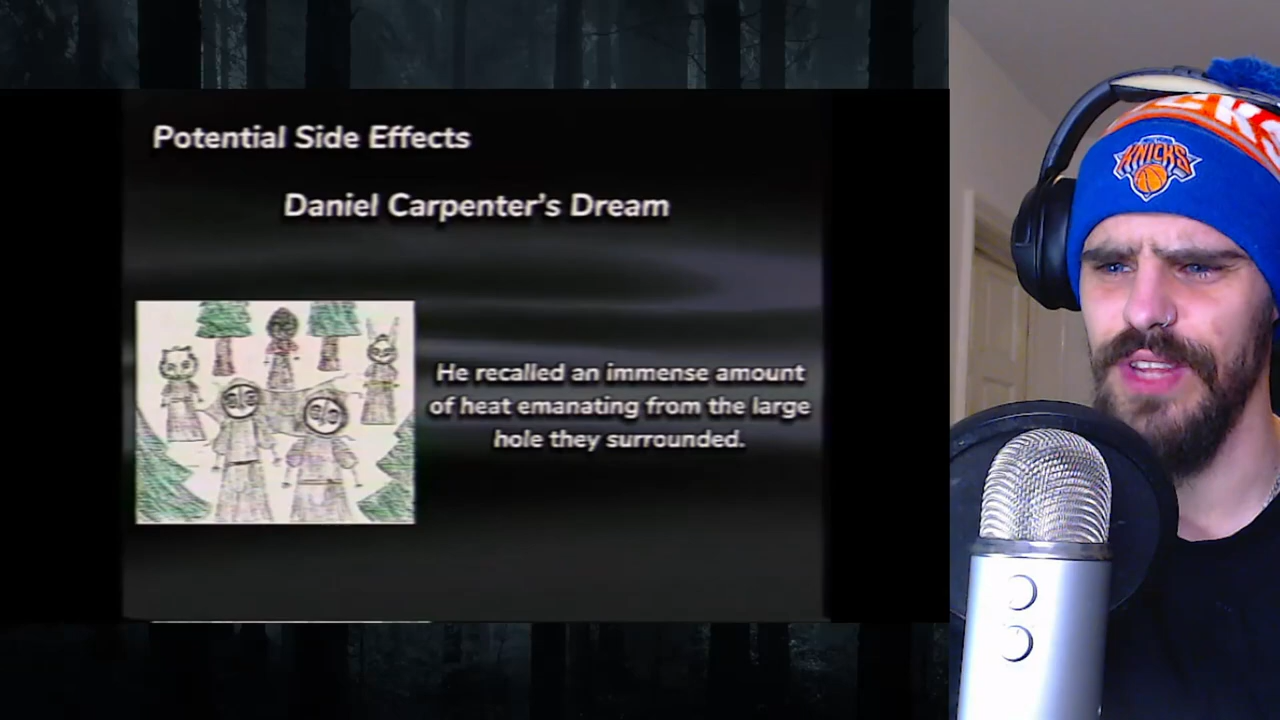 Potential Side Effects
Daniel Carpenter's Dream
He recalled an immense amount
of heat emanating from the large
hole they surrounded.
KNICKS